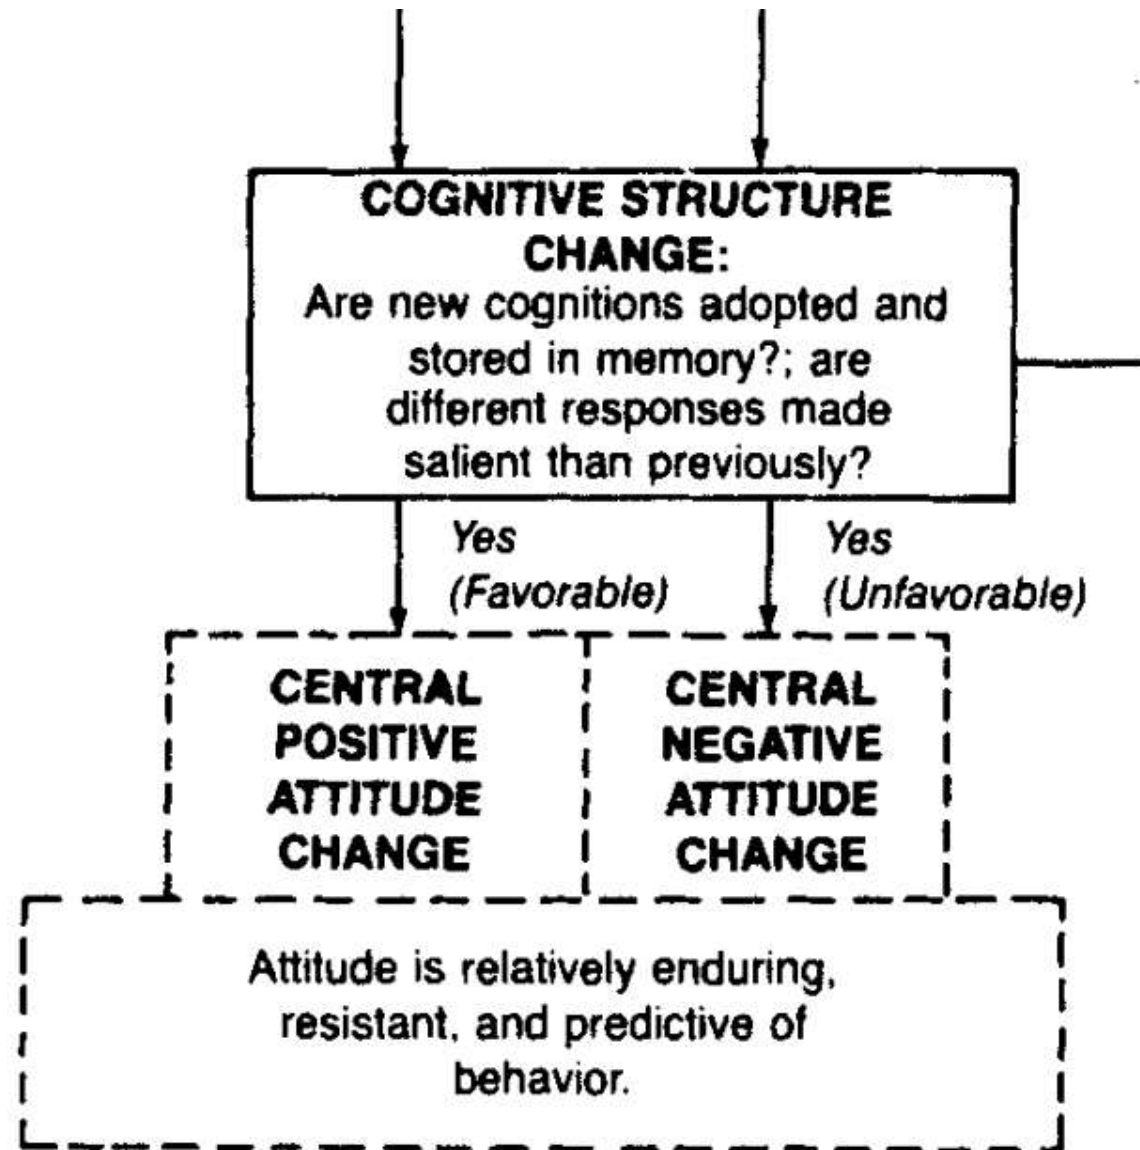 COGNITIVE STRUCTURE
CHANGE:
Are new cognitions adopted and
stored in memory?; are
different responses made
salient than previously?
Yes
(Favorable)
Yes
(Unfavorable)
CENTRAL
POSITIVE
ATTITUDE
CHANGE
CENTRAL
NEGATIVE
ATTITUDE
CHANGE
Attitude is relatively enduring,
resistant, and predictive of
behavior.